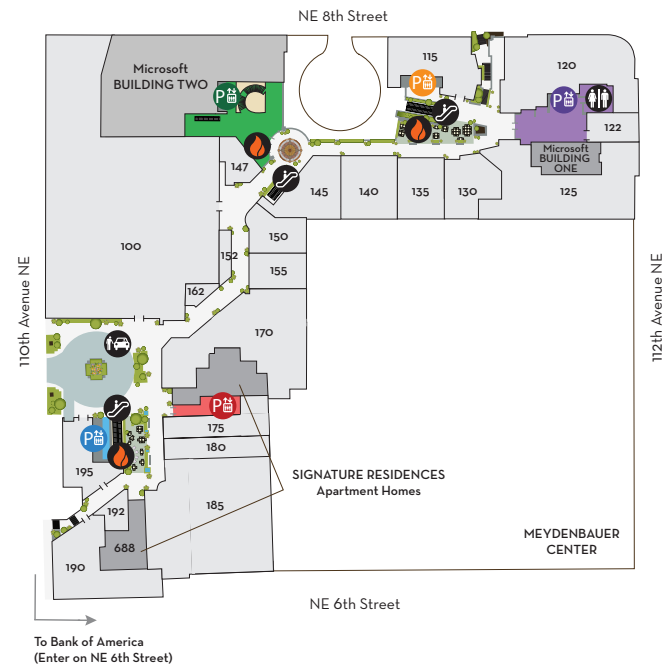 NE 8th Street
115
120
Microsoft
BUILDING TWO
P
P
P
122
147
Microsoft
BUILDING
ONE
145
140
135
130
125
100
150
152
155
162
110th Avenue NE
112th Avenue NE
170
P
175
P
180
195
SIGNATURE RESIDENCES
Apartment Homes
185
192
688
MEYDENBAUER
CENTER
190
NE 6th Street
To Bank of America
(Enter on NE 6th Street)